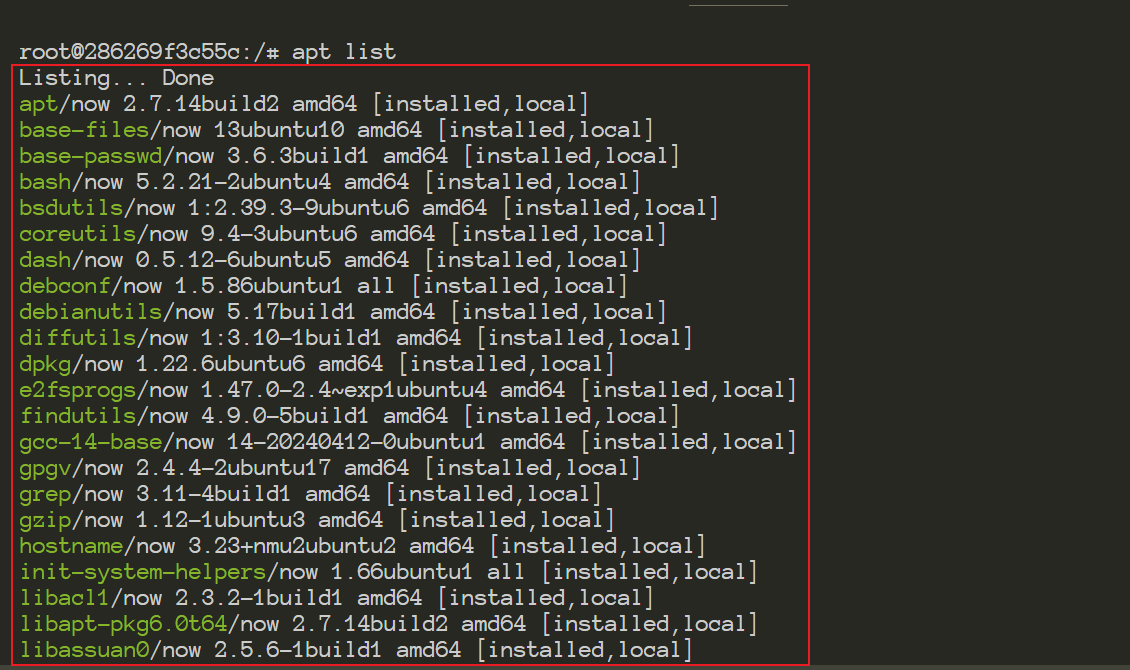 root@286269f3c55c:/# apt list
Listing... Done
apt/now 2.7.14build2 amd64 [installed,local]
base-files/now 13ubuntu10 amd64 [installed,local]
base-passwd/now 3.6.3build1 amd64 [installed,local]
bash/now 5.2.21-2ubuntu4 amd64 [installed,local]
bsdutils/now 1:2.39.3-9ubuntu6 amd64 [installed,local]
coreutils/now 9.4-3ubuntu6 amd64 [installed,local]
dash/now 0.5.12-6ubuntu5 amd64 [installed,local]
debconf/now 1.5.86ubuntu1 all [installed,local]
debianutils/now 5.17build1 amd64 [installed,local]
diffutils/now 1:3.10-1build1 amd64 [installed,local]
dpkg/now 1.22.6ubuntu6 amd64 [installed,local]
e2fsprogs/now 1.47.0-2.4~exp1ubuntu4 amd64 [installed,local]
findutils/now 4.9.0-5build1 amd64 [installed,local]
gcc-14-base/now 14-20240412-0ubuntu1 amd64 [installed,local]
gpgv/now 2.4.4-2ubuntu17 amd64 [installed,local]
grep/now 3.11-4build1 amd64 [installed,local]
gzip/now 1.12-1ubuntu3 amd64 [installed,local]
hostname/now 3.23+nmu2ubuntu2 amd64 [installed,local]
init-system-helpers/now 1.66ubuntu1 all [installed,local]
libacl1/now 2.3.2-1build1 amd64 [installed,local]
libapt-pkg6.0t64/now 2.7.14build2 amd64 [installed,local]
libassuan0/now 2.5.6-1build1 amd64 [installed,local]